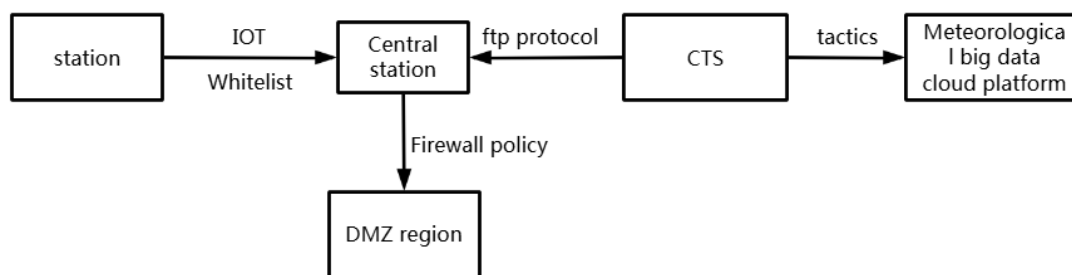 station
IOT
Whitelist
Central
station
ftp protocol
CTS
tactics
Meteorologica
l big data
cloud platform
Firewall policy
DMZ region